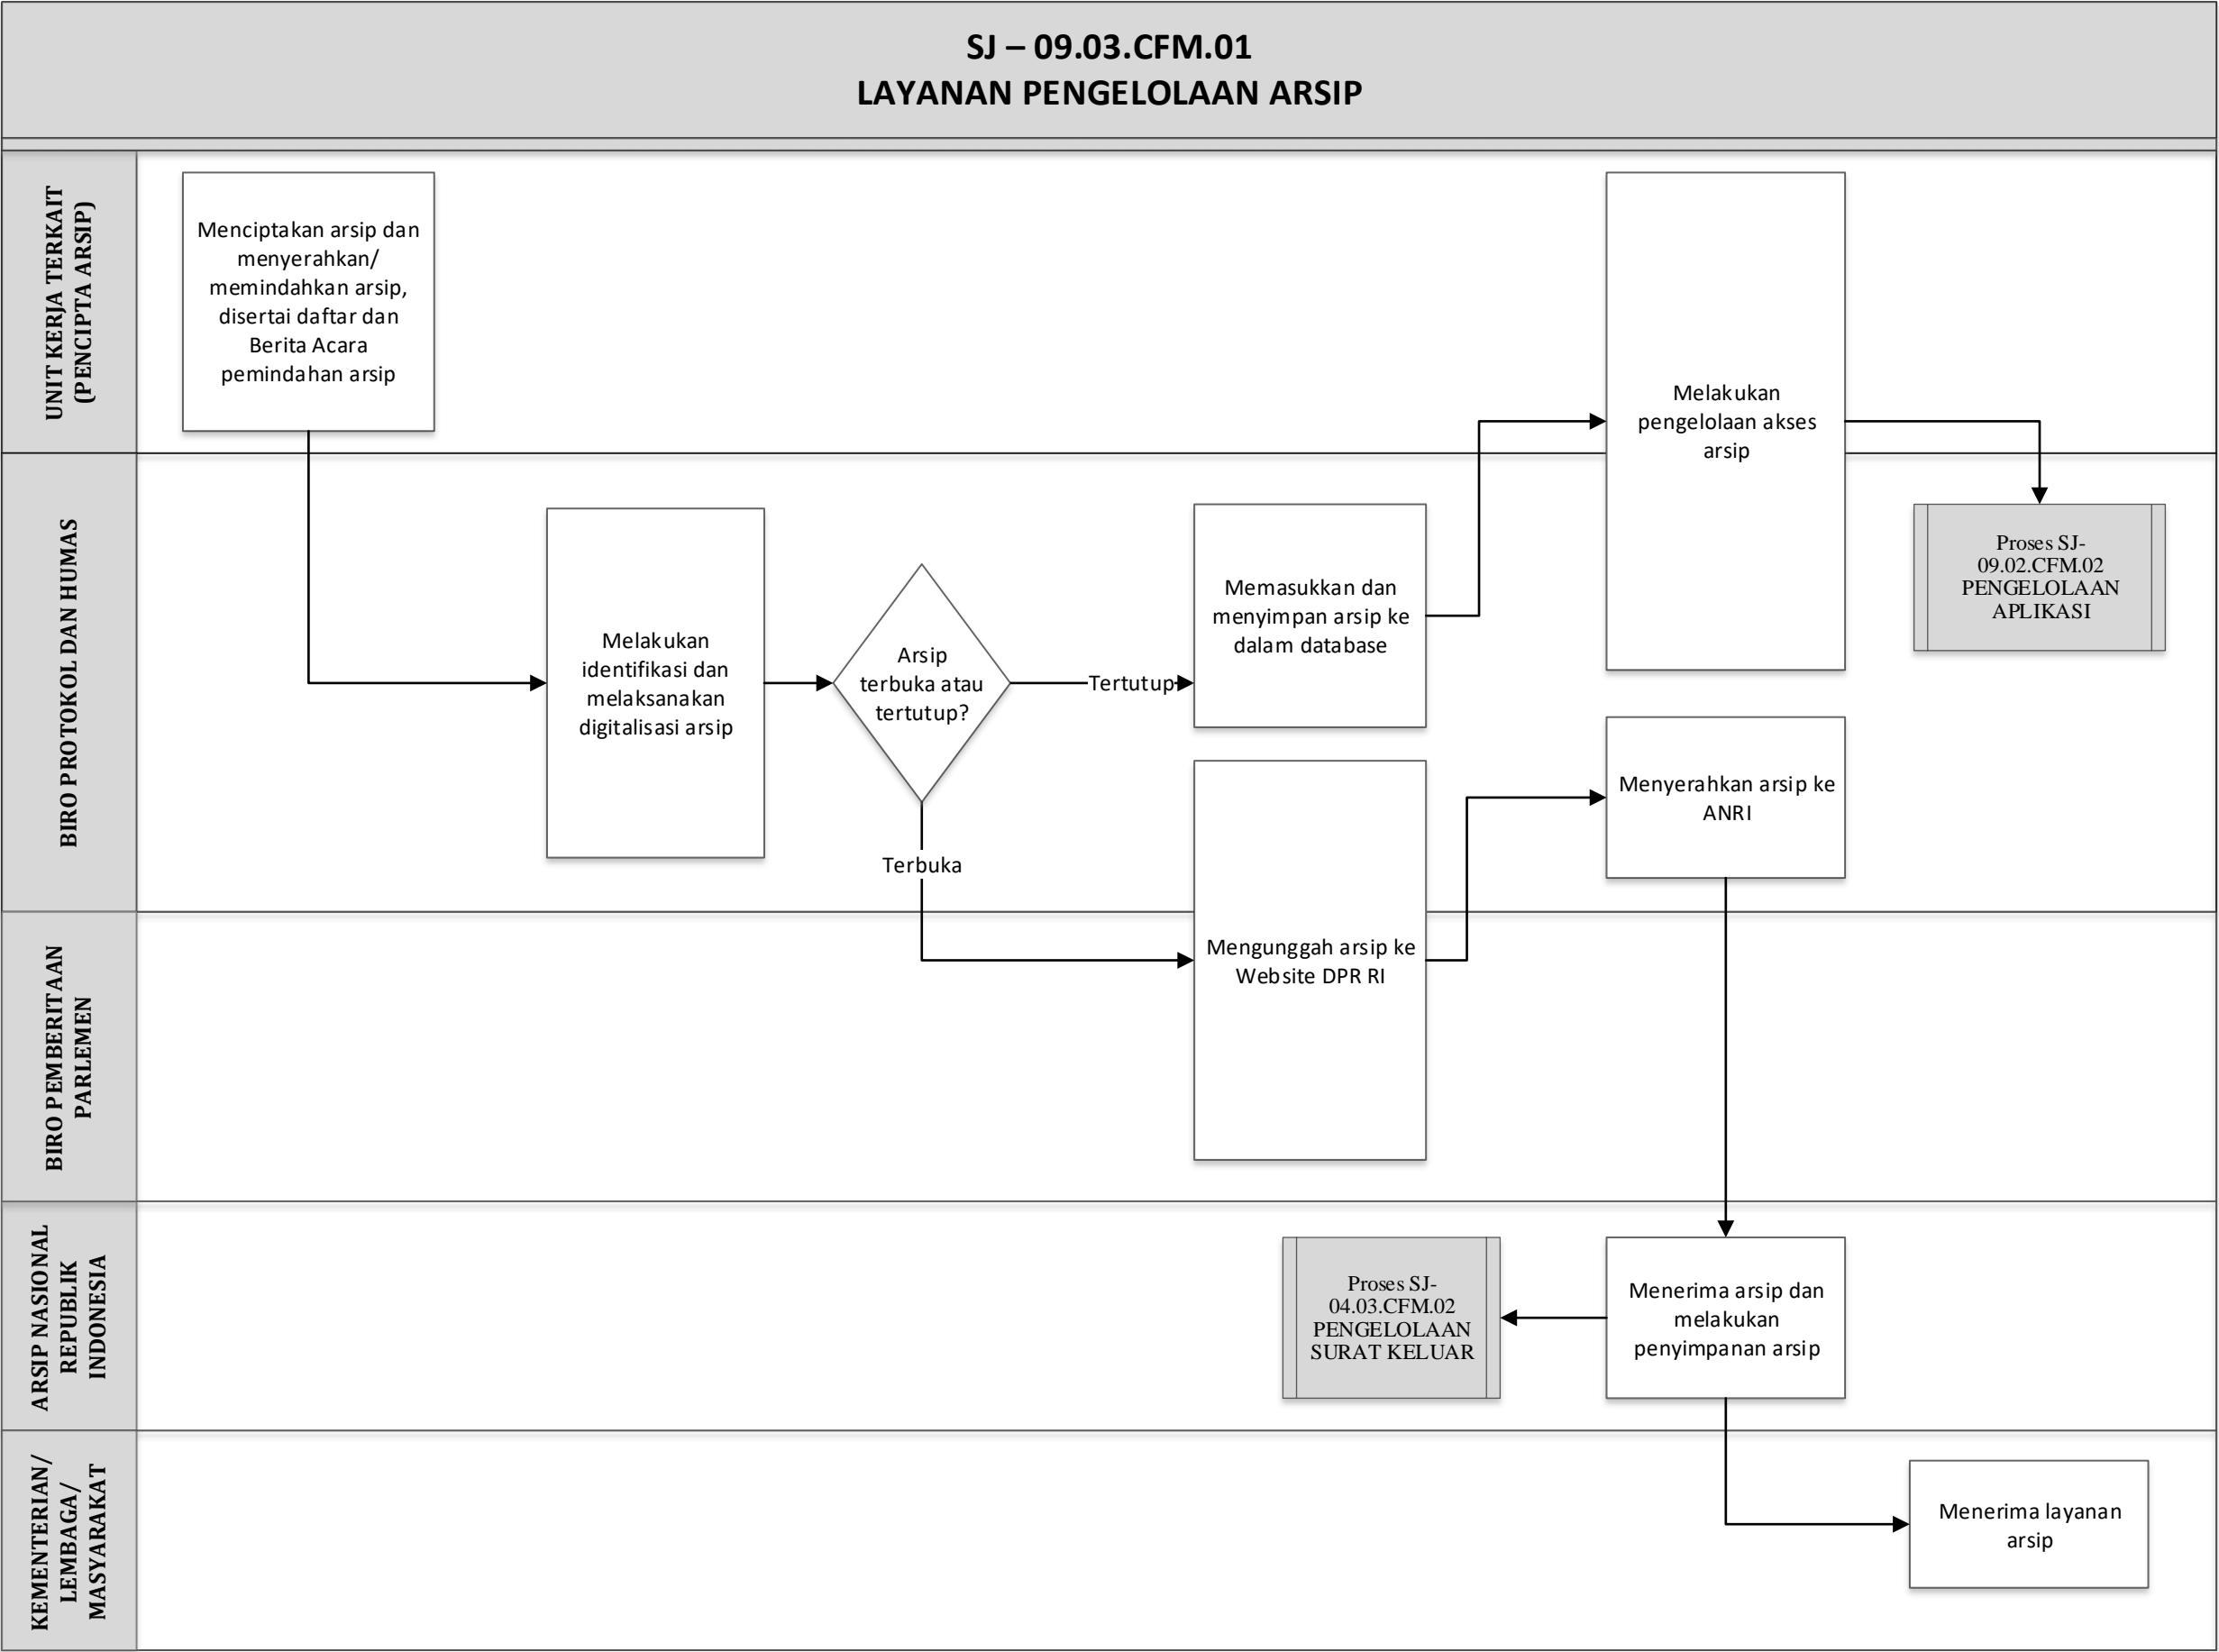 SJ – 09.03.CFM.01
LAYANAN PENGELOLAAN ARSIP
UNIT KERJA TERKAIT
(PENCIPTA ARSIP)
Menciptakan arsip dan
menyerahkan/
memindahkan arsip,
disertai daftar dan
Berita Acara
pemindahan arsip
Melakukan
pengelolaan akses
arsip
BIRO PROTOKOL DAN HUMAS
Melakukan
identifikasi dan
melaksanakan
digitalisasi arsip
Arsip
terbuka atau
tertutup?
Tertutup
Terbuka
Memasukkan dan
menyimpan arsip ke
dalam database
Proses SJ-
09.02.CFM.02
PENGELOLAAN
APLIKASI
Menyerahkan arsip ke
ANRI
BIRO PEMBERITAAN
PARLEMEN
Mengunggah arsip ke
Website DPR RI
ARSIP NASIONAL
REPUBLIK
INDONESIA
Proses SJ-
04.03.CFM.02
PENGELOLAAN
SURAT KELUAR
Menerima arsip dan
melakukan
penyimpanan arsip
KEMENTERIAN/
LEMBAGA/
MASYARAKAT
Menerima layanan
arsip